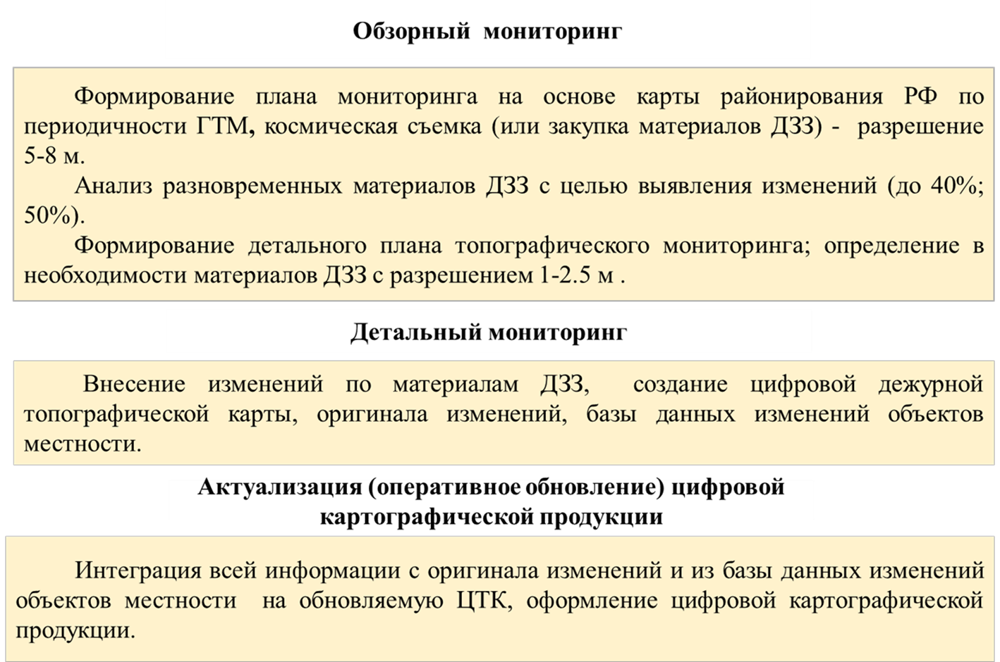 Обзорный мониторинг
Формирование плана мониторинга на основе карты районирования РФ по
периодичности ГТМ, космическая съемка (или закупка материалов ДЗЗ) - разрешение
5-8 м.
Анализ разновременных материалов ДЗЗ с целью выявления изменений (до 40%;
50%).
Формирование детального плана топографического мониторинга; определение в
необходимости материалов ДЗЗ с разрешением 1-2.5 м .
Детальный мониторинг
Внесение изменений по материалам ДЗЗ, создание цифровой дежурной
топографической карты, оригинала изменений, базы данных изменений объектов
местности.
Актуализация (оперативное обновление) цифровой
картографической продукции
Интеграция всей информации с оригинала изменений и из базы данных изменений
объектов местности на обновляемую ЦТК, оформление цифровой картографической
продукции.